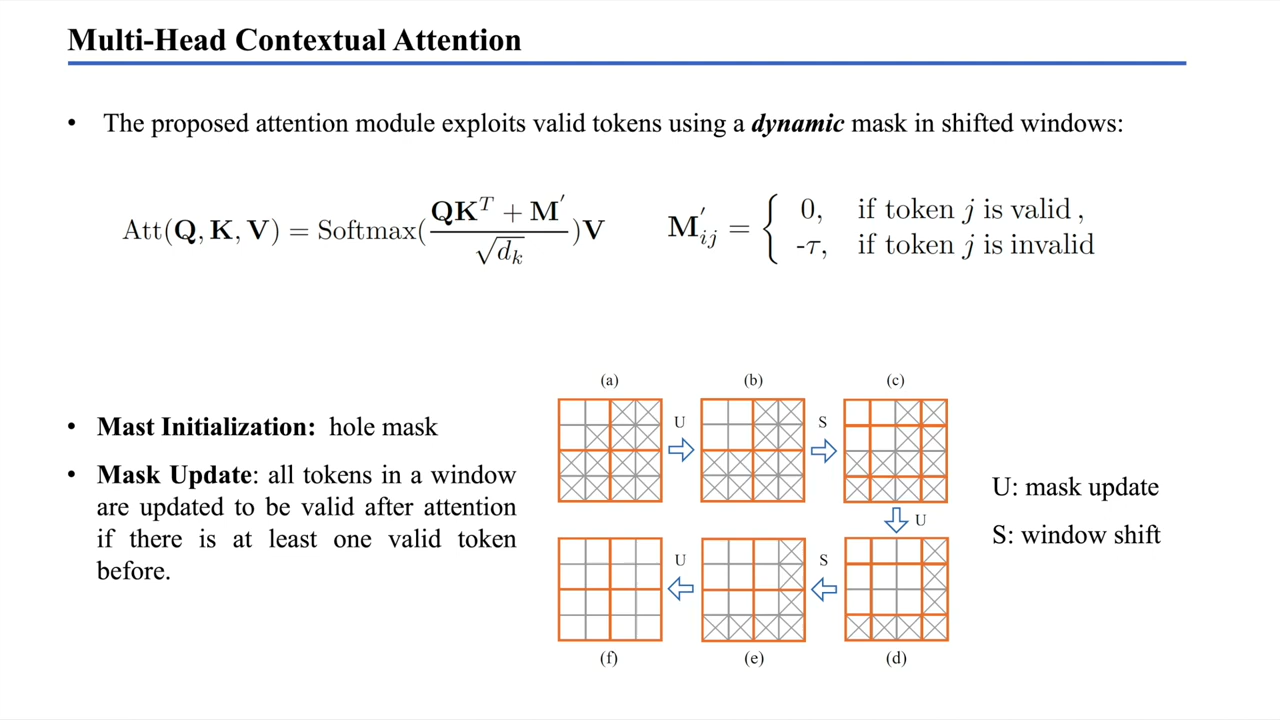 Multi-Head Contextual Attention
• The proposed attention module exploits valid tokens using a dynamic mask in shifted windows:
Att(Q, K, V) = Softmax(QK^T + M′ / √d_k)V
M′_ij = { 0, if token j is valid ,
-τ, if token j is invalid
• Mast Initialization: hole mask
• Mask Update: all tokens in a window
are updated to be valid after attention
if there is at least one valid token
before.
(a) (b) (c)
U S
U
U S
(f) (e) (d)
U: mask update
S: window shift